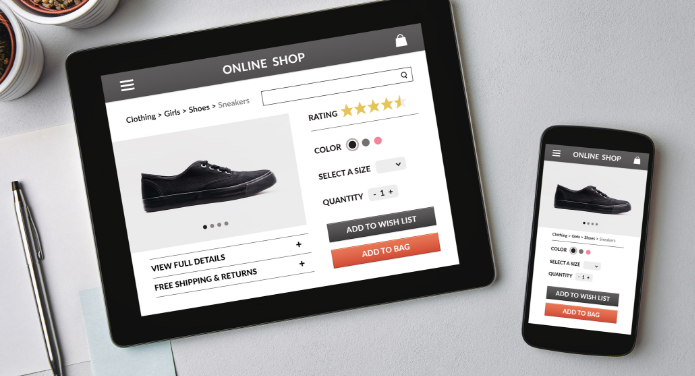 ONLINE SHOP
Clothing > Girls > Shoes > Sneakers
RATING
COLOR
SELECT A SIZE
QUANTITY - 1 +
ADD TO WISH LIST
ADD TO BAG
VIEW FULL DETAILS +
FREE SHIPPING & RETURNS +
ONLINE SHOP
Clothing > Girls > Shoes > Sneakers
COLOR
SELECT A SIZE
QUANTITY - 1 +
ADD TO WISH LIST
ADD TO BAG